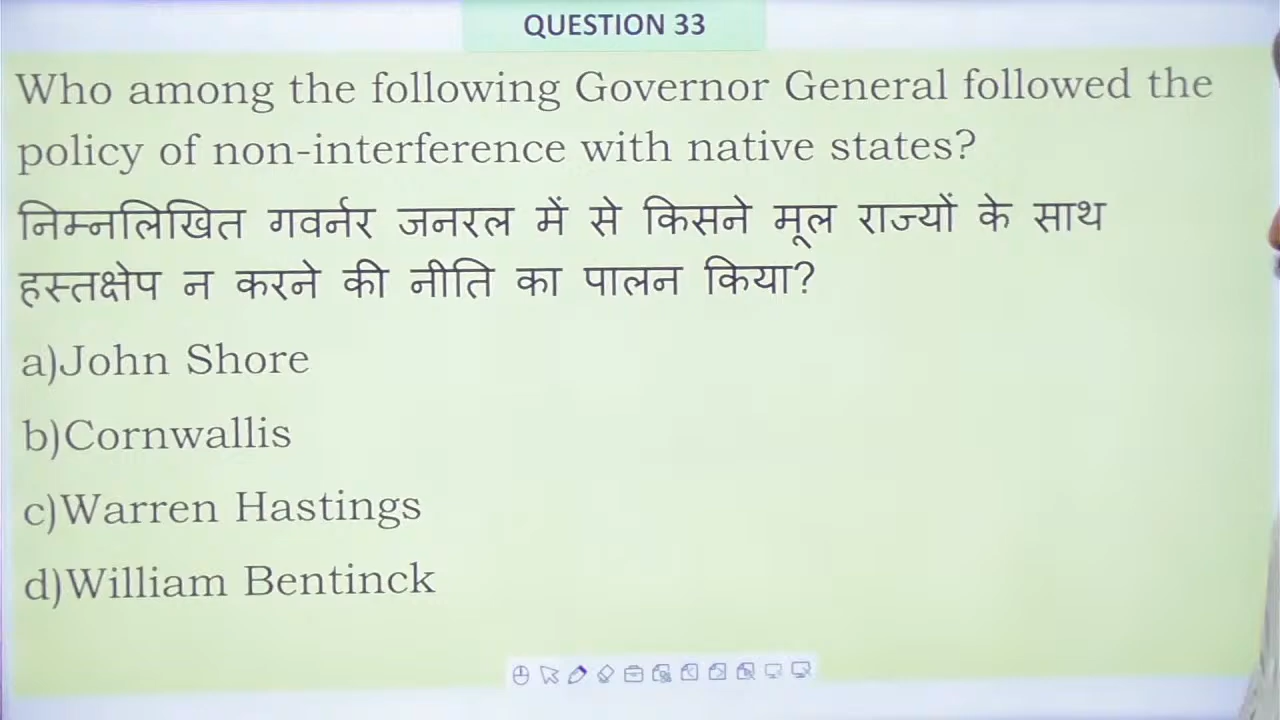 QUESTION 33
Who among the following Governor General followed the
policy of non-interference with native states?
निम्नलिखित गवर्नर जनरल में से किसने मूल राज्यों के साथ
हस्तक्षेप न करने की नीति का पालन किया?
a)John Shore
b)Cornwallis
c)Warren Hastings
d)William Bentinck